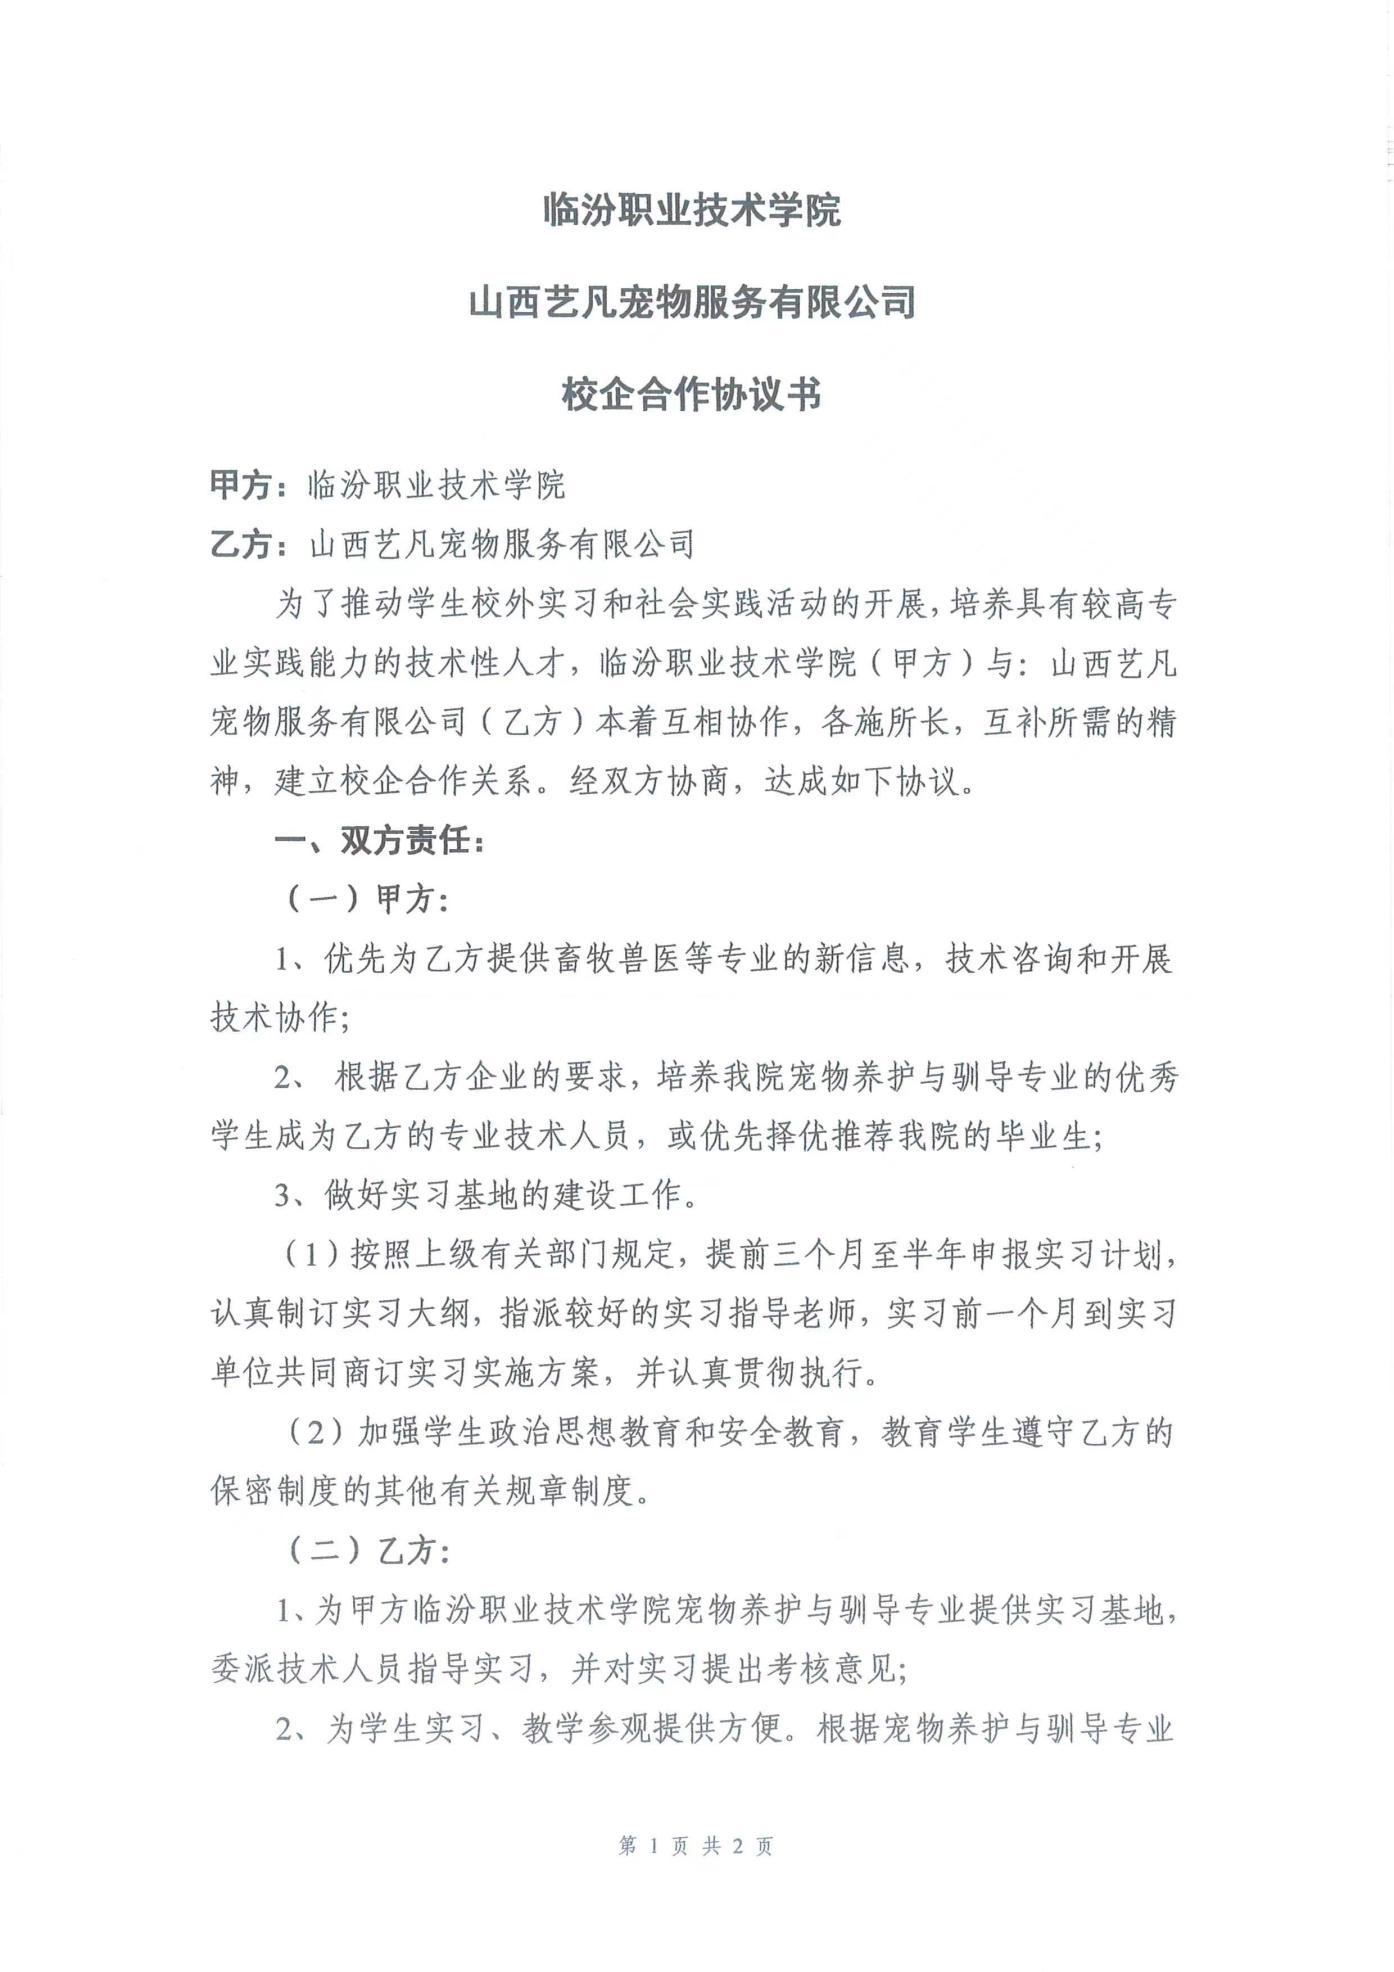 临汾职业技术学院
山西艺凡宠物服务有限公司
校企合作协议书
甲方：临汾职业技术学院
乙方：山西艺凡宠物服务有限公司
为了推动学生校外实习和社会实践活动的开展，培养具有较高专
业实践能力的技术性人才，临汾职业技术学院（甲方）与：山西艺凡
宠物服务有限公司（乙方）本着互相协作，各施所长，互补所需的精
神，建立校企合作关系。经双方协商，达成如下协议。
一、双方责任：
（一）甲方：
1、优先为乙方提供畜牧兽医等专业的新信息，技术咨询和开展
技术协作；
2、 根据乙方企业的要求，培养我院宠物养护与驯导专业的优秀
学生成为乙方的专业技术人员，或优先择优推荐我院的毕业生；
3、做好实习基地的建设工作。
（1）按照上级有关部门规定，提前三个月至半年申报实习计划，
认真制订实习大纲，指派较好的实习指导老师，实习前一个月到实习
单位共同商订实习实施方案，并认真贯彻执行。
（2）加强学生政治思想教育和安全教育，教育学生遵守乙方的
保密制度的其他有关规章制度。
（二）乙方：
1、为甲方临汾职业技术学院宠物养护与驯导专业提供实习基地，
委派技术人员指导实习，并对实习提出考核意见；
2、为学生实习、教学参观提供方便。根据宠物养护与驯导专业
第 1 页 共 2 页